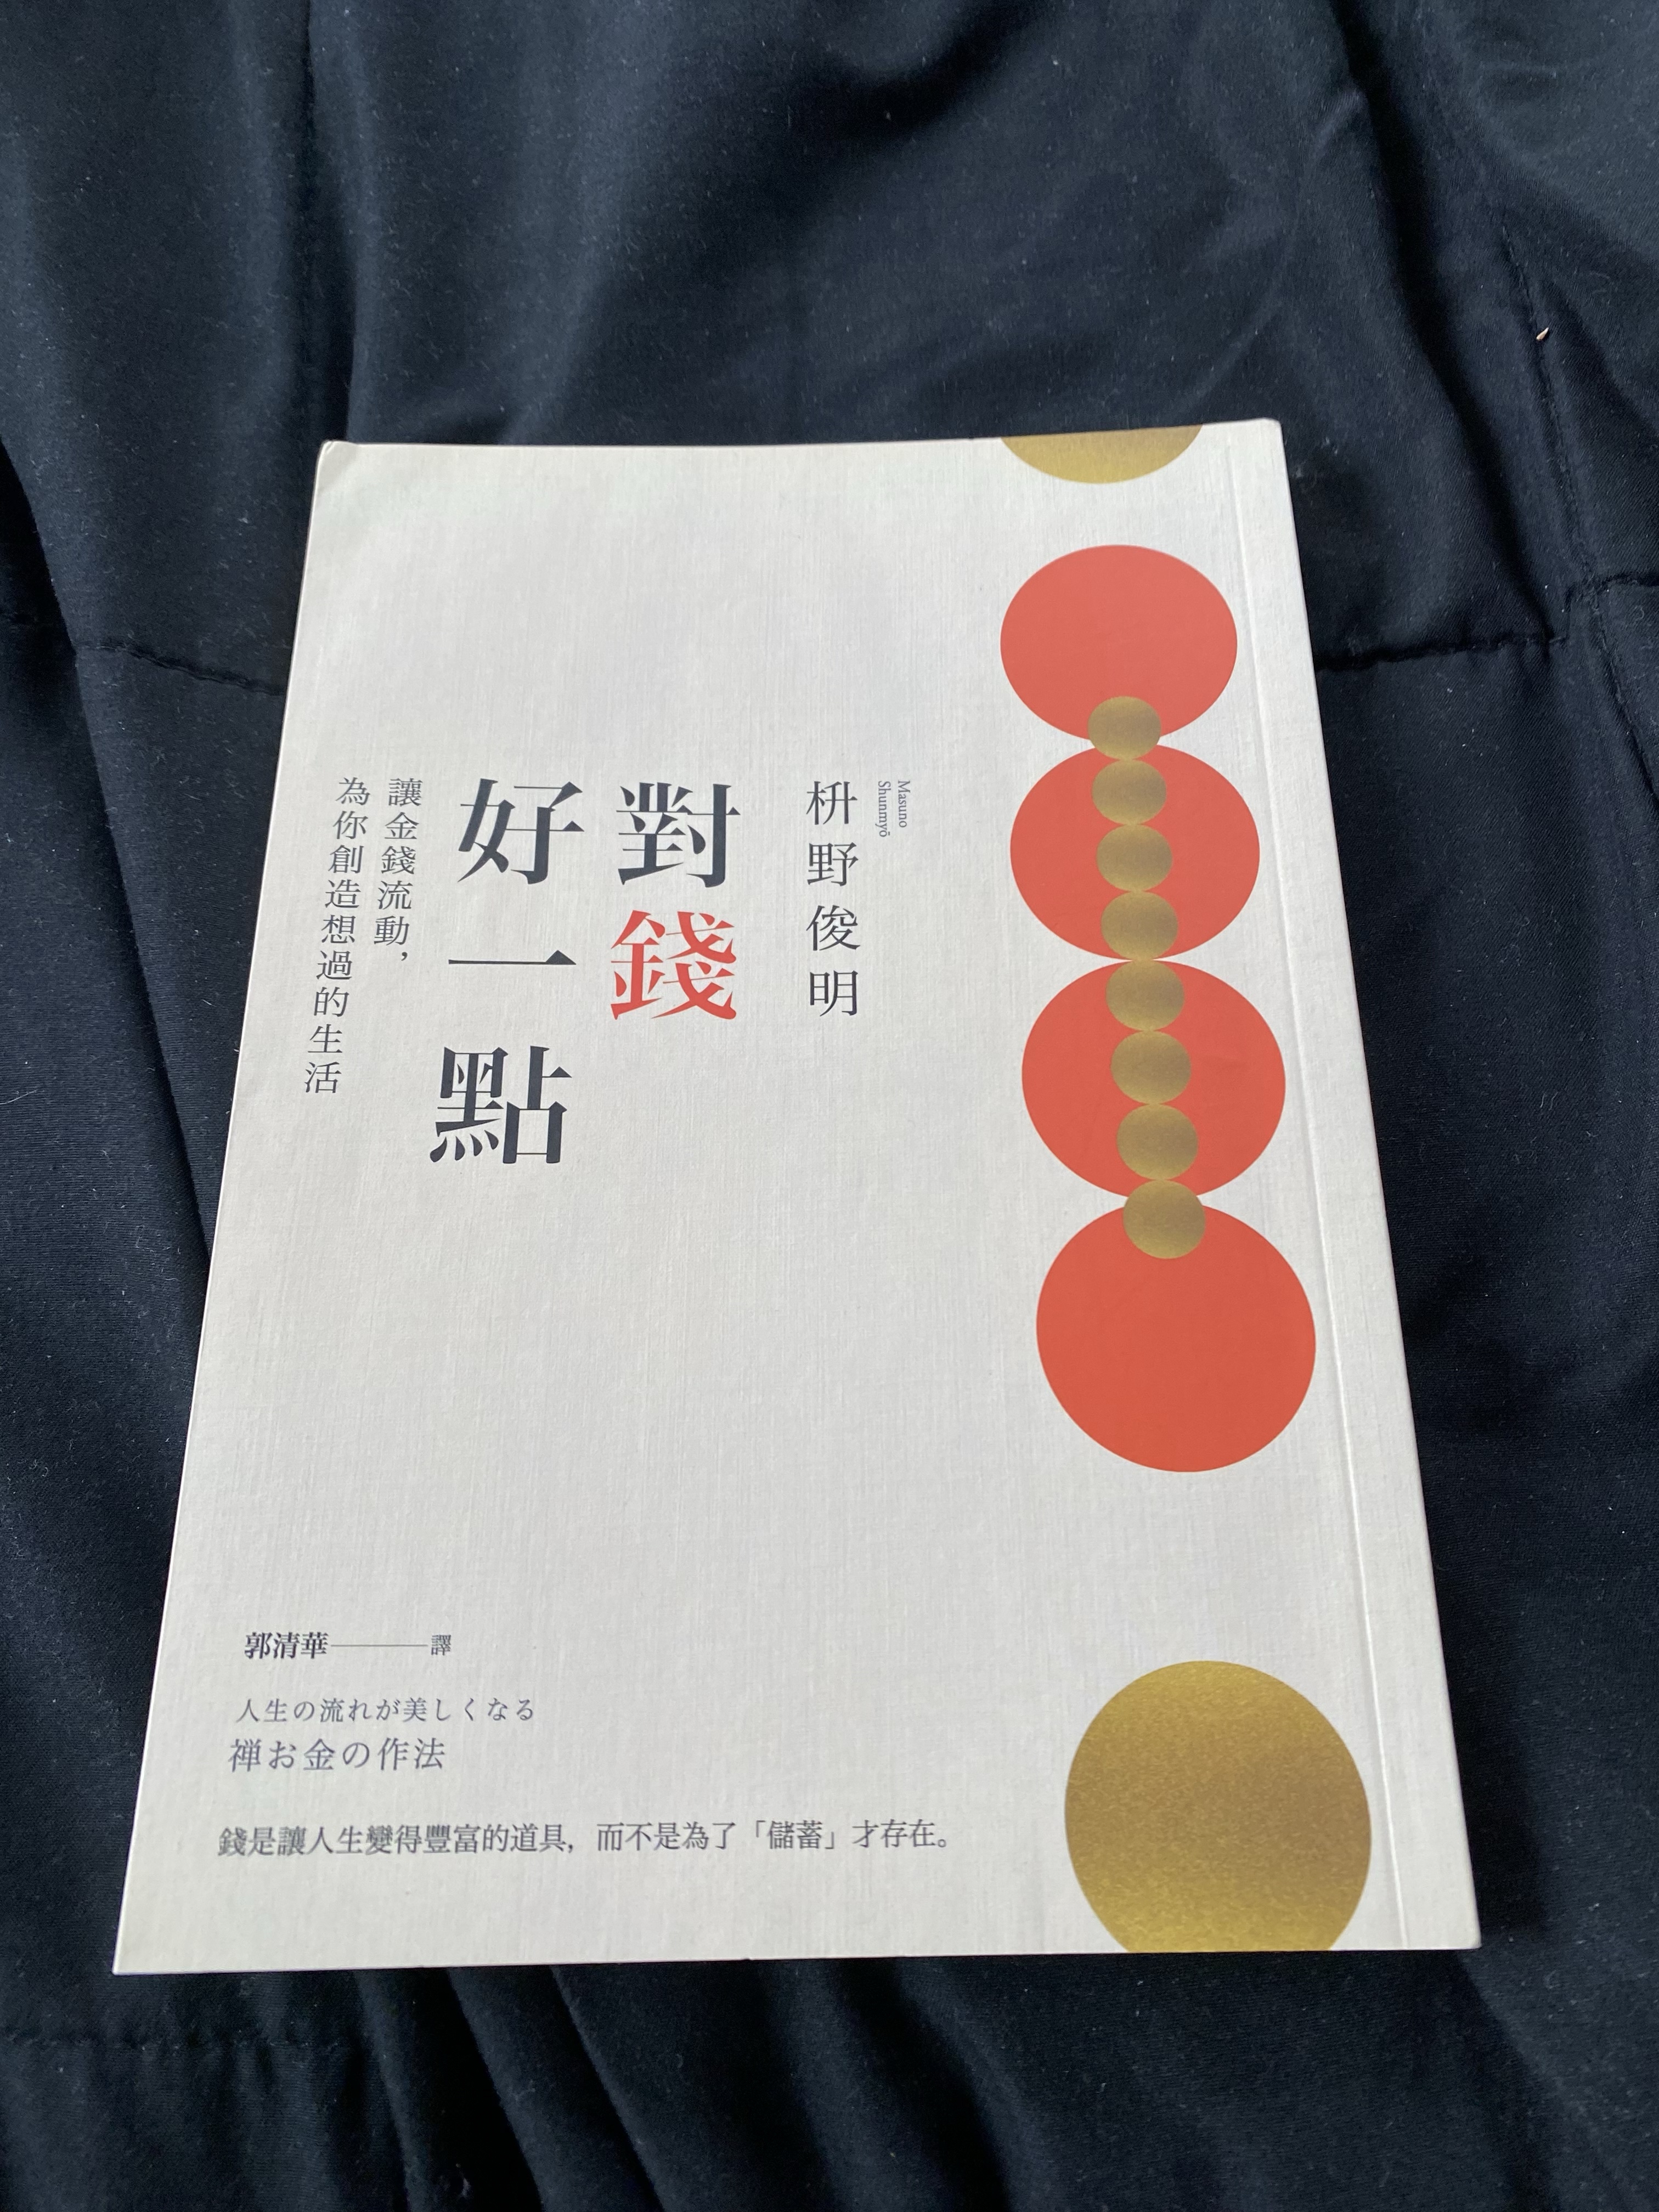 Masuno
Shunmyō
枡野俊明
對錢
好一點
讓金錢流動，
為你創造想過的生活
郭清華——譯
人生の流れが美しくなる
禅お金の作法
錢是讓人生變得豐富的道具，而不是為了「儲蓄」才存在。